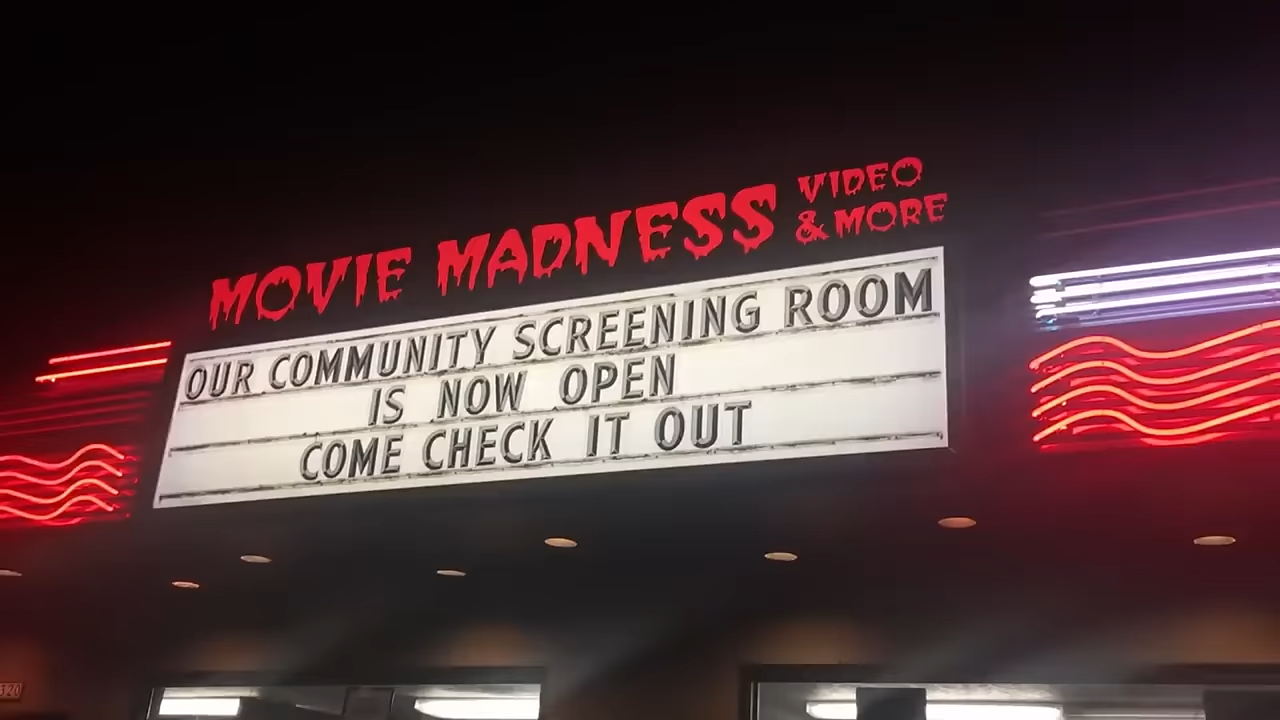 MOVIE MADNESS VIDEO
& MORE
OUR COMMUNITY SCREENING ROOM
IS NOW OPEN
COME CHECK IT OUT